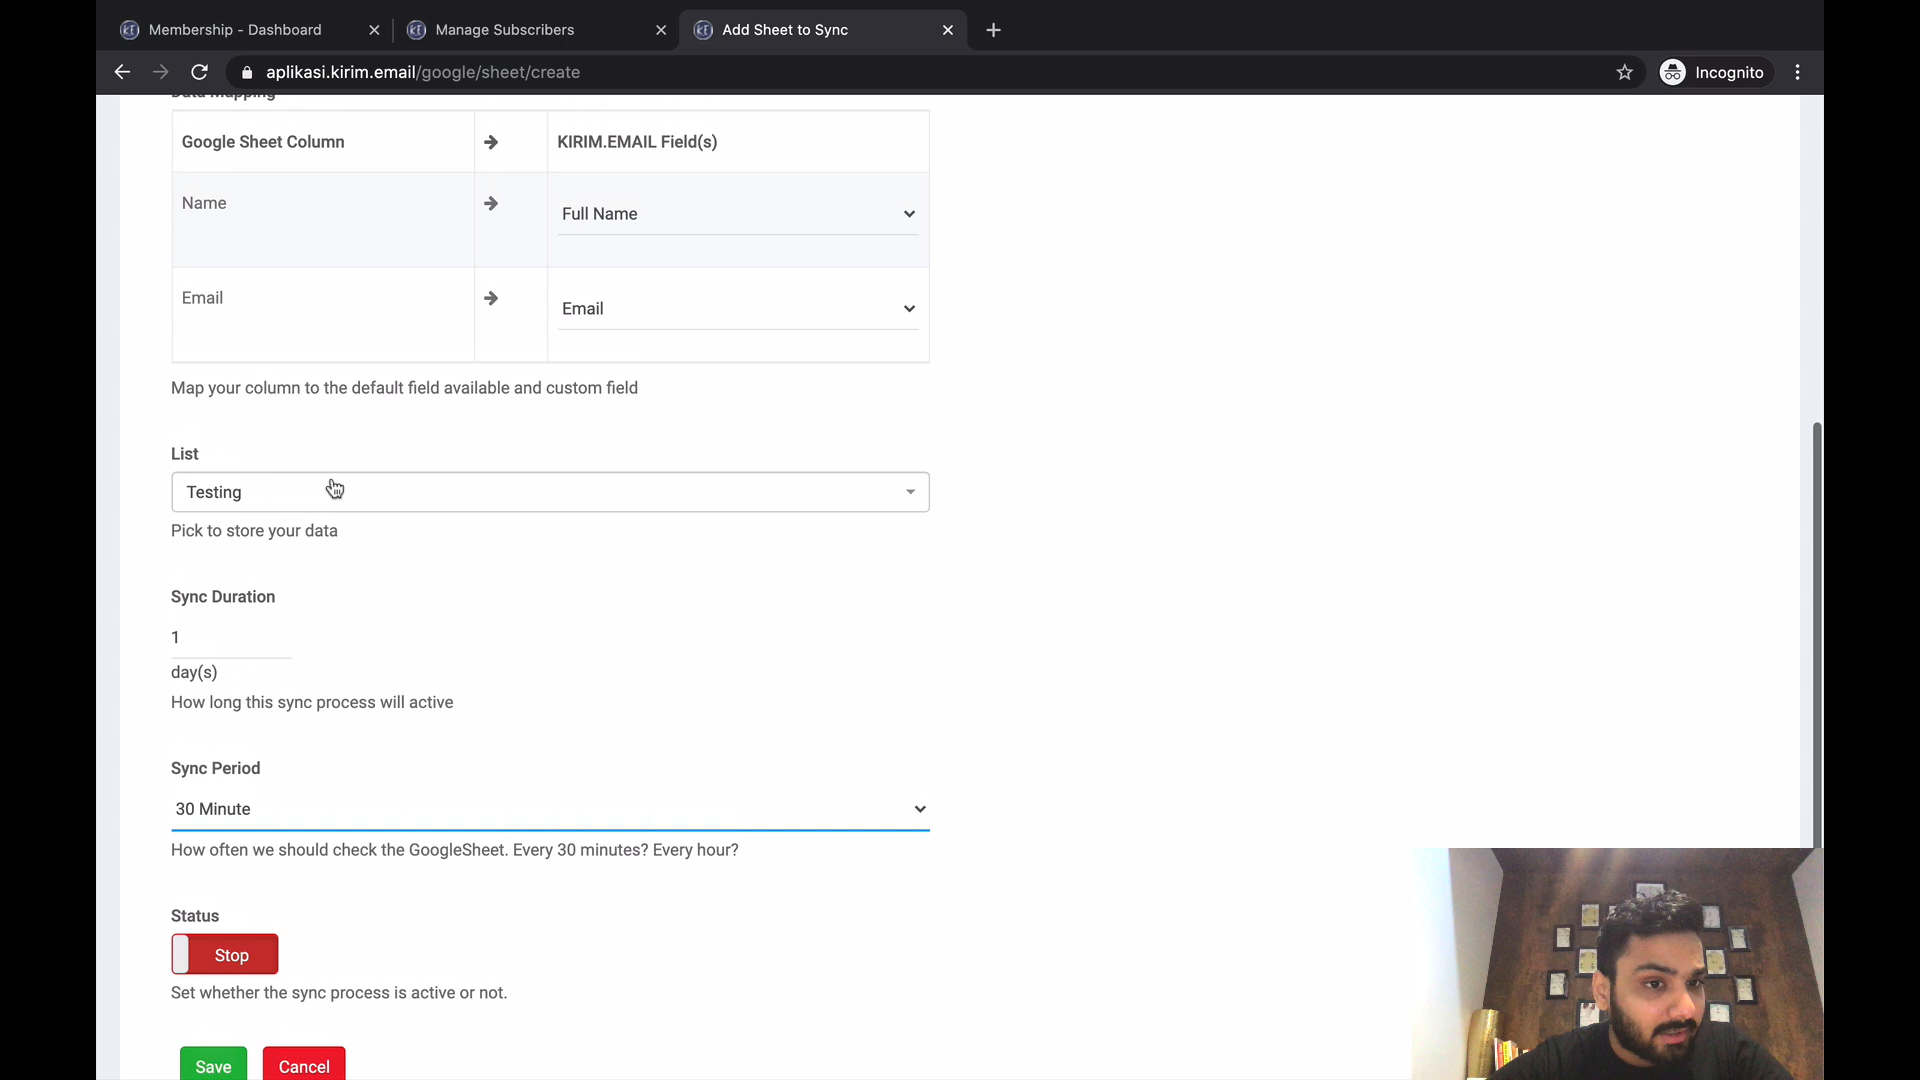 Membership - Dashboard
Manage Subscribers
Add Sheet to Sync
aplikasi.kirim.email/google/sheet/create
Incognito
Data Mapping
Google Sheet Column
KIRIM.EMAIL Field(s)
Name
Full Name
Email
Email
Map your column to the default field available and custom field
List
Testing
Pick to store your data
Sync Duration
1
day(s)
How long this sync process will active
Sync Period
30 Minute
How often we should check the GoogleSheet. Every 30 minutes? Every hour?
Status
Stop
Set whether the sync process is active or not.
Save
Cancel